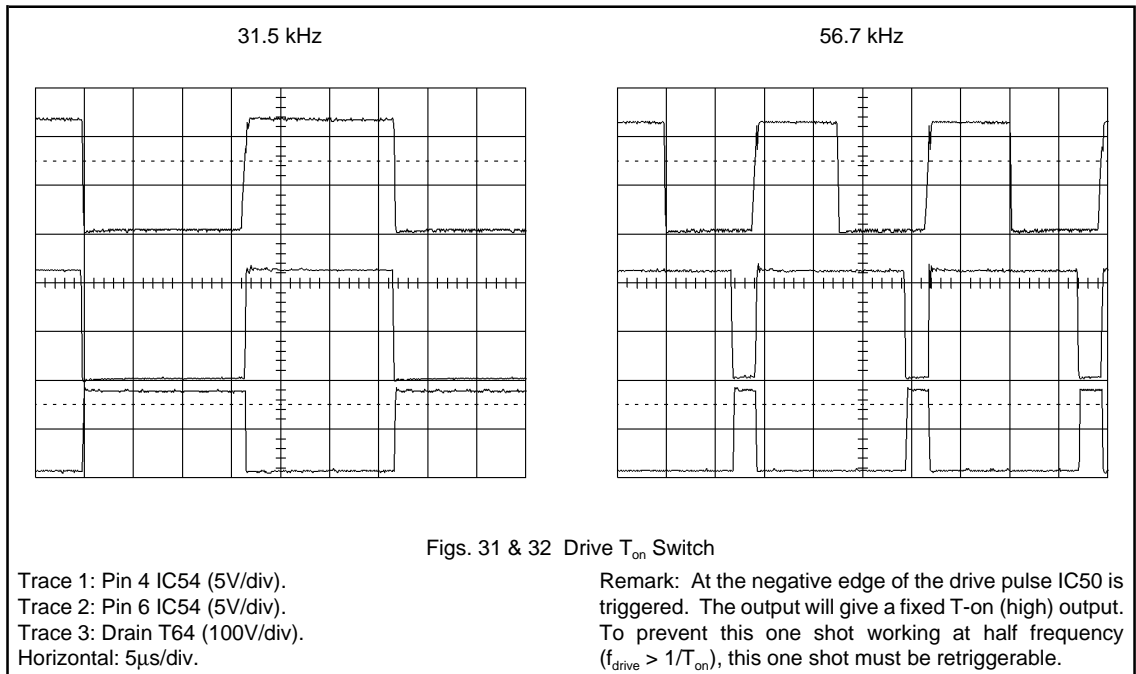 31.5 kHz
56.7 kHz
Figs. 31 & 32 Drive Ton Switch
Trace 1: Pin 4 IC54 (5V/div).
Trace 2: Pin 6 IC54 (5V/div).
Trace 3: Drain T64 (100V/div).
Horizontal: 5µs/div.
Remark: At the negative edge of the drive pulse IC50 is
triggered. The output will give a fixed T-on (high) output.
To prevent this one shot working at half frequency
(fdrive > 1/Ton), this one shot must be retriggerable.